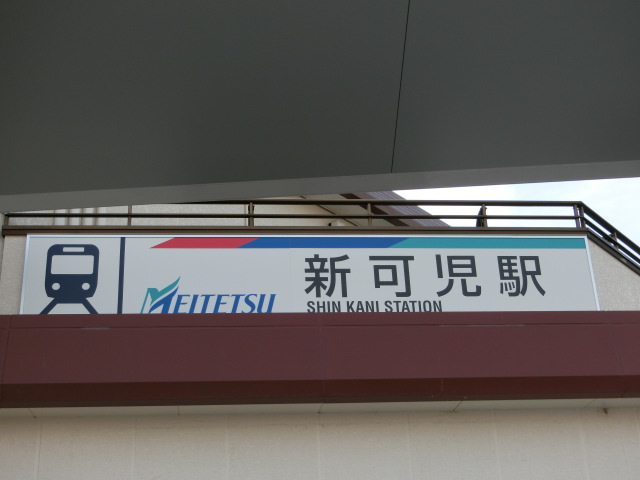 MEITETSU
新可児駅
SHIN KANI STATION